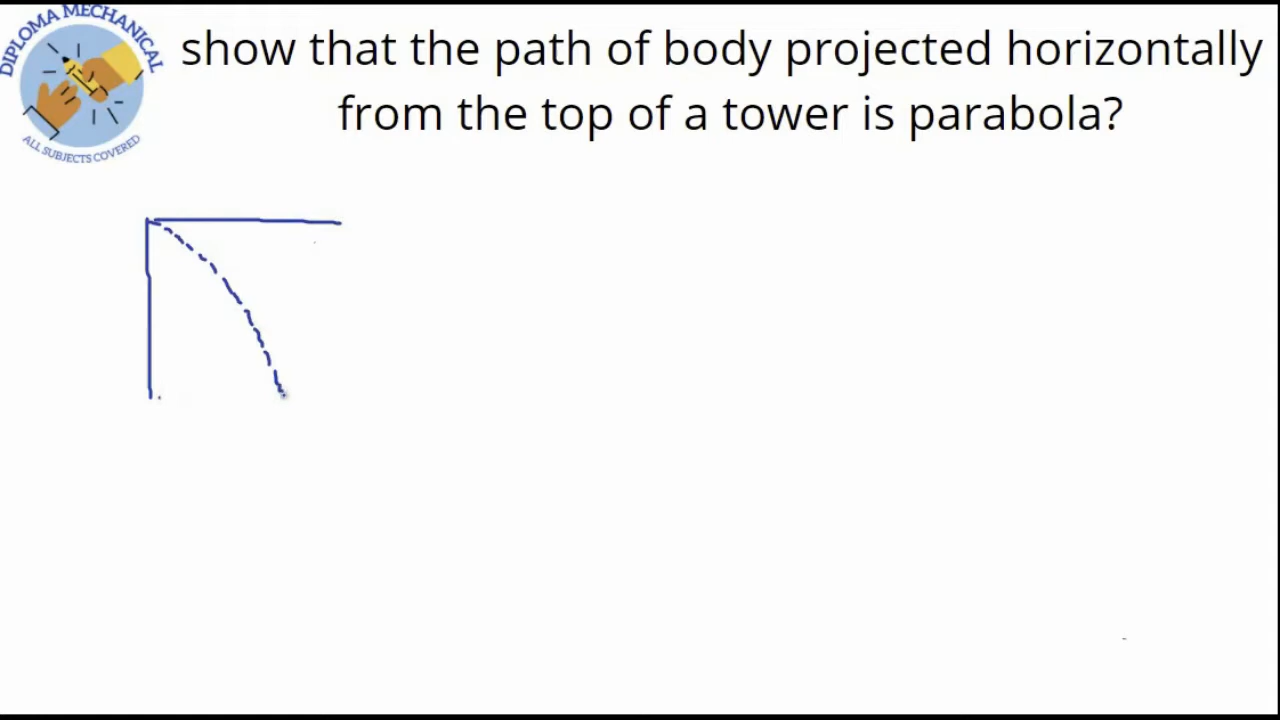 DIPLOMA MECHANICAL
ALL SUBJECTS COVERED
show that the path of body projected horizontally
from the top of a tower is parabola?